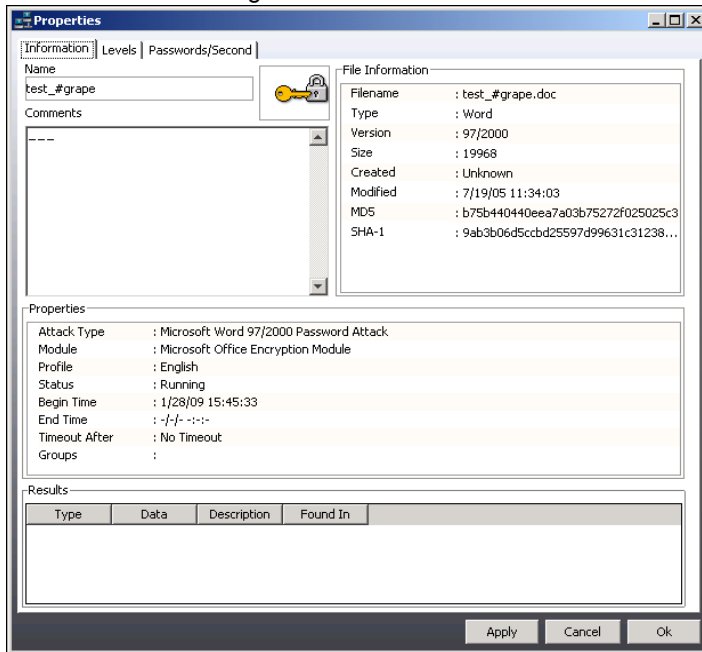 Properties
Information Levels Passwords/Second
Name
test_#grape
Comments
---
File Information
Filename : test_#grape.doc
Type : Word
Version : 97/2000
Size : 19968
Created : Unknown
Modified : 7/19/05 11:34:03
MD5 : b75b440440eea7a03b75272f025025c3
SHA-1 : 9ab3b06d5ccbd25597d99631c31238...
Properties
Attack Type : Microsoft Word 97/2000 Password Attack
Module : Microsoft Office Encryption Module
Profile : English
Status : Running
Begin Time : 1/28/09 15:45:33
End Time : -/-/- -:-:-
Timeout After : No Timeout
Groups :
Results
Type Data Description Found In
Apply Cancel Ok